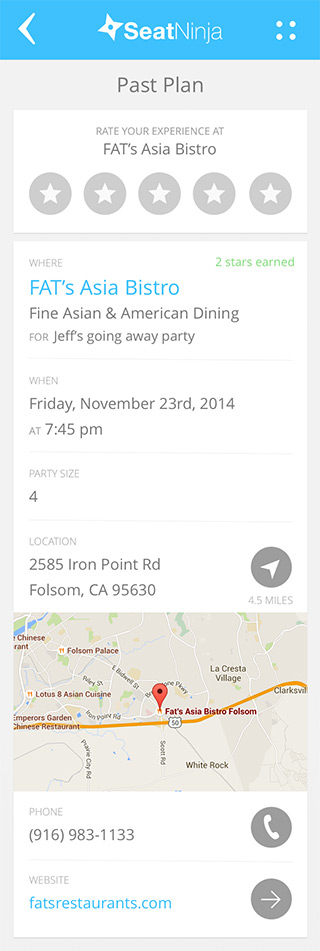 SeatNinja
Past Plan
RATE YOUR EXPERIENCE AT
FAT's Asia Bistro
WHERE
2 stars earned
FAT's Asia Bistro
Fine Asian & American Dining
FOR Jeff's going away party
WHEN
Friday, November 23rd, 2014
AT 7:45 pm
PARTY SIZE
4
LOCATION
2585 Iron Point Rd
Folsom, CA 95630
4.5 MILES
Chinese
rant
Folsom Palace
E Bidwell St
Riley St
La Cresta
Village
Lotus 8 Asian Cuisine
Clarksvil
Emperors Garden
Chinese Restaurant
Iron Point Rd
Fat's Asia Bistro Folsom
50
Prairie City Rd
Scott Rd
White Rock
PHONE
(916) 983-1133
WEBSITE
fatsrestaurants.com